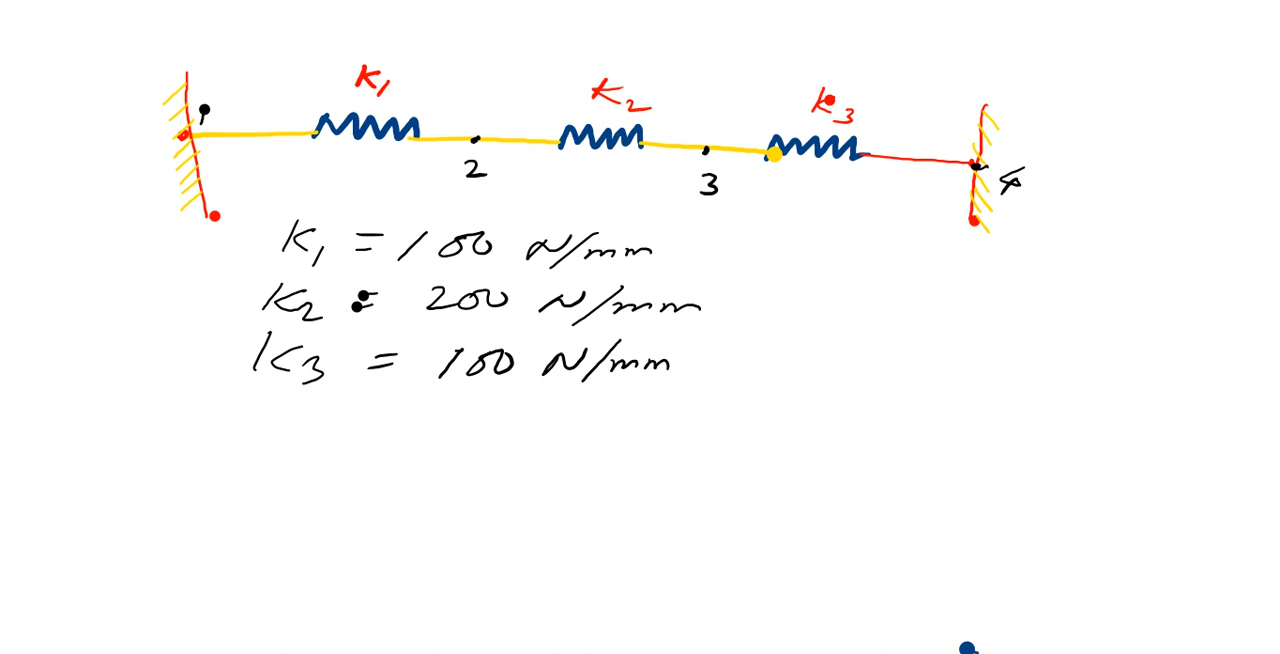 K1 K2 K3
1 2 3 4
K1 = 100 N/mm
K2 = 200 N/mm
K3 = 100 N/mm